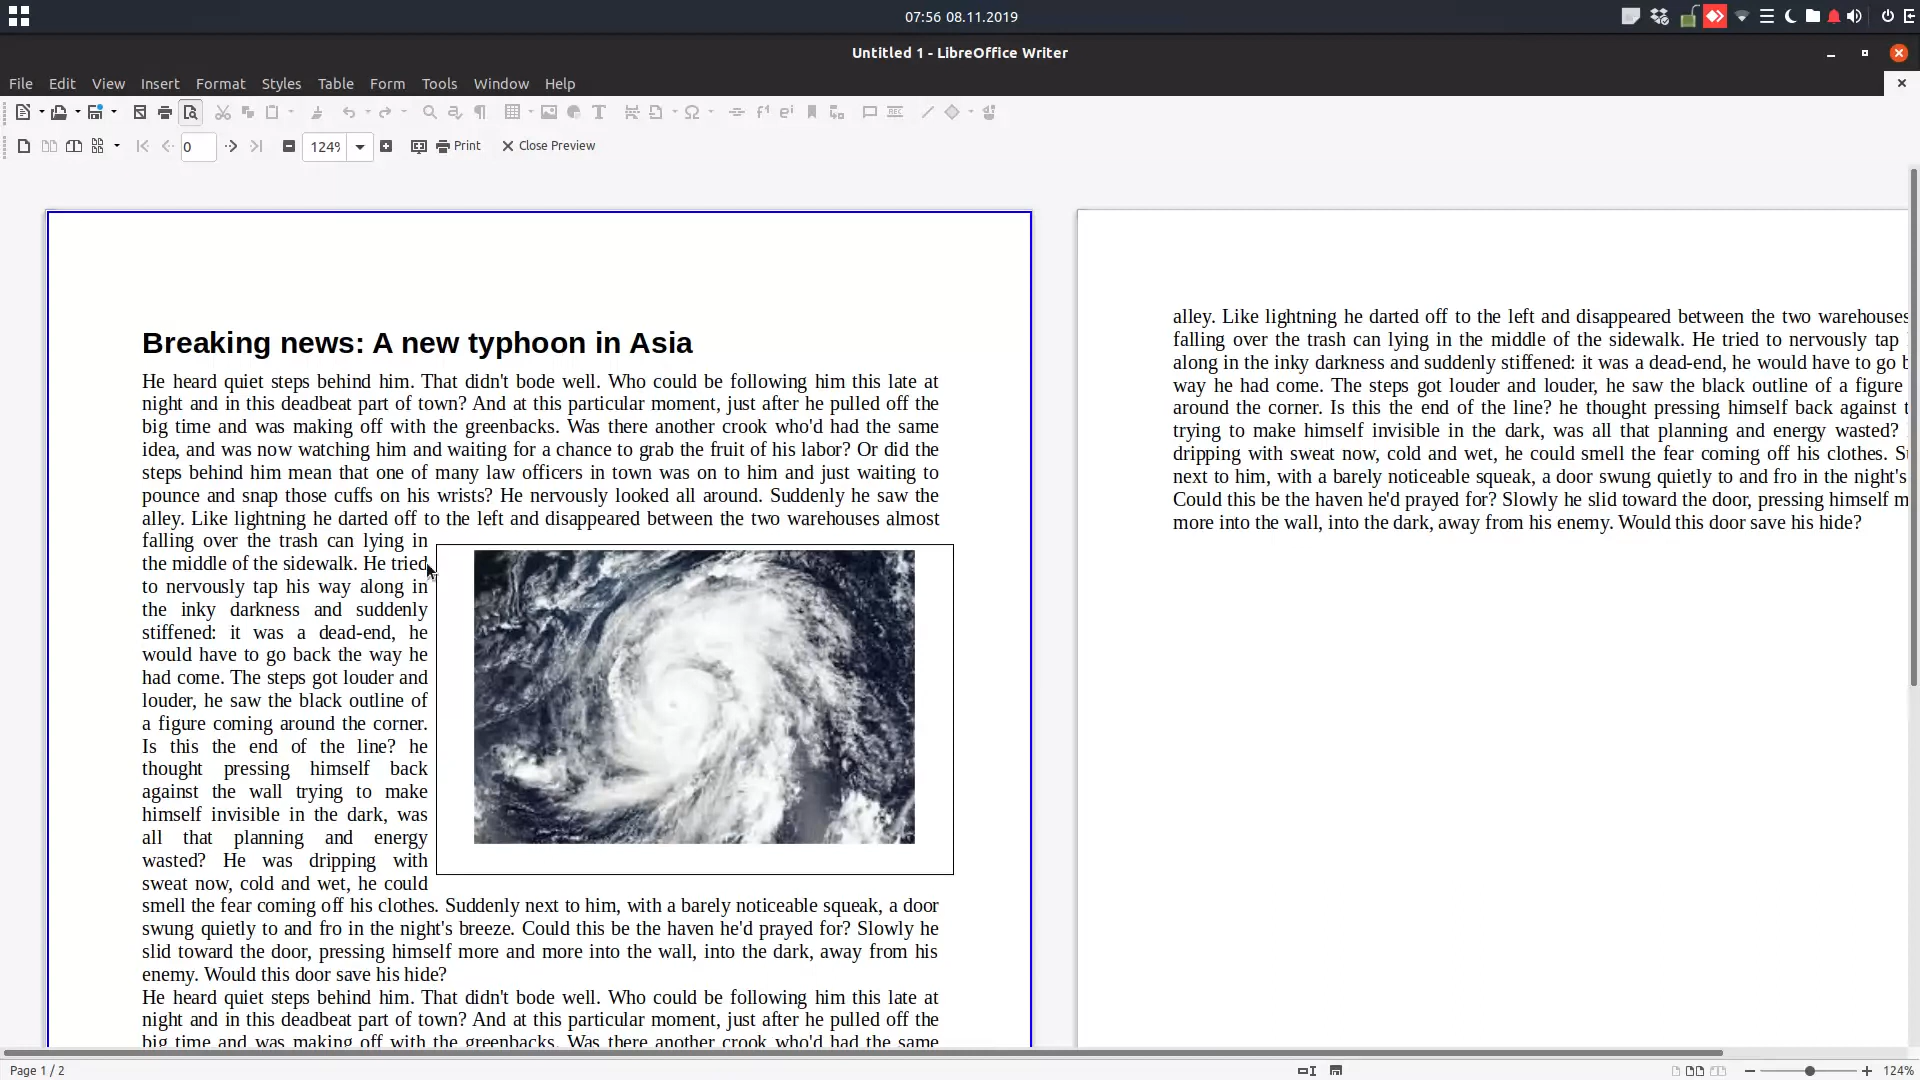 07:56 08.11.2019
Untitled 1 - LibreOffice Writer
File Edit View Insert Format Styles Table Form Tools Window Help
0 124% Print Close Preview
Breaking news: A new typhoon in Asia
He heard quiet steps behind him. That didn't bode well. Who could be following him this late at
night and in this deadbeat part of town? And at this particular moment, just after he pulled off the
big time and was making off with the greenbacks. Was there another crook who'd had the same
idea, and was now watching him and waiting for a chance to grab the fruit of his labor? Or did the
steps behind him mean that one of many law officers in town was on to him and just waiting to
pounce and snap those cuffs on his wrists? He nervously looked all around. Suddenly he saw the
alley. Like lightning he darted off to the left and disappeared between the two warehouses almost
falling over the trash can lying in
the middle of the sidewalk. He tried
to nervously tap his way along in
the inky darkness and suddenly
stiffened: it was a dead-end, he
would have to go back the way he
had come. The steps got louder and
louder, he saw the black outline of
a figure coming around the corner.
Is this the end of the line? he
thought pressing himself back
against the wall trying to make
himself invisible in the dark, was
all that planning and energy
wasted? He was dripping with
sweat now, cold and wet, he could
smell the fear coming off his clothes. Suddenly next to him, with a barely noticeable squeak, a door
swung quietly to and fro in the night's breeze. Could this be the haven he'd prayed for? Slowly he
slid toward the door, pressing himself more and more into the wall, into the dark, away from his
enemy. Would this door save his hide?
He heard quiet steps behind him. That didn't bode well. Who could be following him this late at
night and in this deadbeat part of town? And at this particular moment, just after he pulled off the
big time and was making off with the greenbacks. Was there another crook who'd had the same
alley. Like lightning he darted off to the left and disappeared between the two warehouses
falling over the trash can lying in the middle of the sidewalk. He tried to nervously tap
along in the inky darkness and suddenly stiffened: it was a dead-end, he would have to go
way he had come. The steps got louder and louder, he saw the black outline of a figure
around the corner. Is this the end of the line? he thought pressing himself back against
trying to make himself invisible in the dark, was all that planning and energy wasted?
dripping with sweat now, cold and wet, he could smell the fear coming off his clothes.
next to him, with a barely noticeable squeak, a door swung quietly to and fro in the night's
Could this be the haven he'd prayed for? Slowly he slid toward the door, pressing himself
more into the wall, into the dark, away from his enemy. Would this door save his hide?
Page 1 / 2
124%